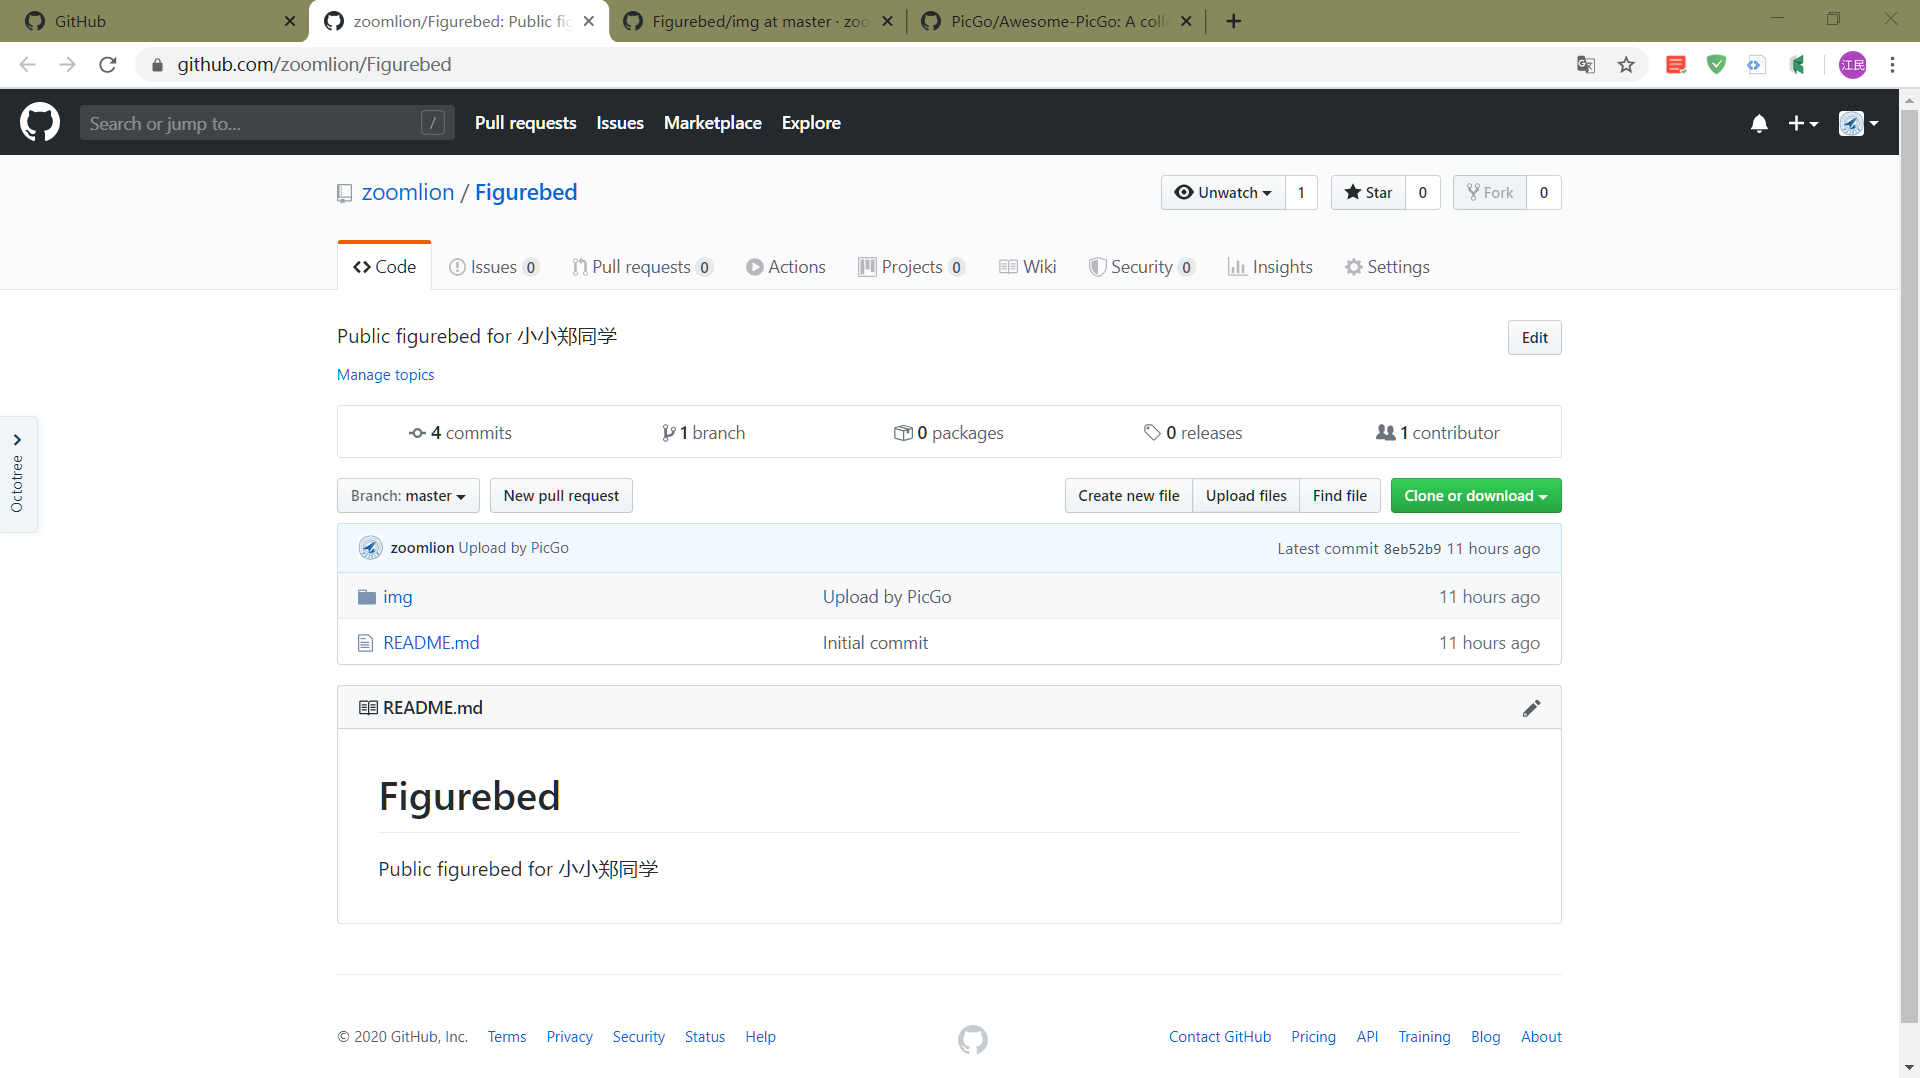 GitHub
zoomlion/Figurebed: Public fig
Figurebed/img at master · zoo
PicGo/Awesome-PicGo: A coll
github.com/zoomlion/Figurebed
江民
Search or jump to...
/
Pull requests
Issues
Marketplace
Explore
zoomlion / Figurebed
Unwatch 1
Star 0
Fork 0
Code
Issues 0
Pull requests 0
Actions
Projects 0
Wiki
Security 0
Insights
Settings
Public figurebed for 小小郑同学
Edit
Manage topics
Octotree
4 commits
1 branch
0 packages
0 releases
1 contributor
Branch: master
New pull request
Create new file
Upload files
Find file
Clone or download
zoomlion Upload by PicGo
Latest commit 8eb52b9 11 hours ago
img Upload by PicGo 11 hours ago
README.md Initial commit 11 hours ago
README.md
Figurebed
Public figurebed for 小小郑同学
© 2020 GitHub, Inc.
Terms
Privacy
Security
Status
Help
Contact GitHub
Pricing
API
Training
Blog
About